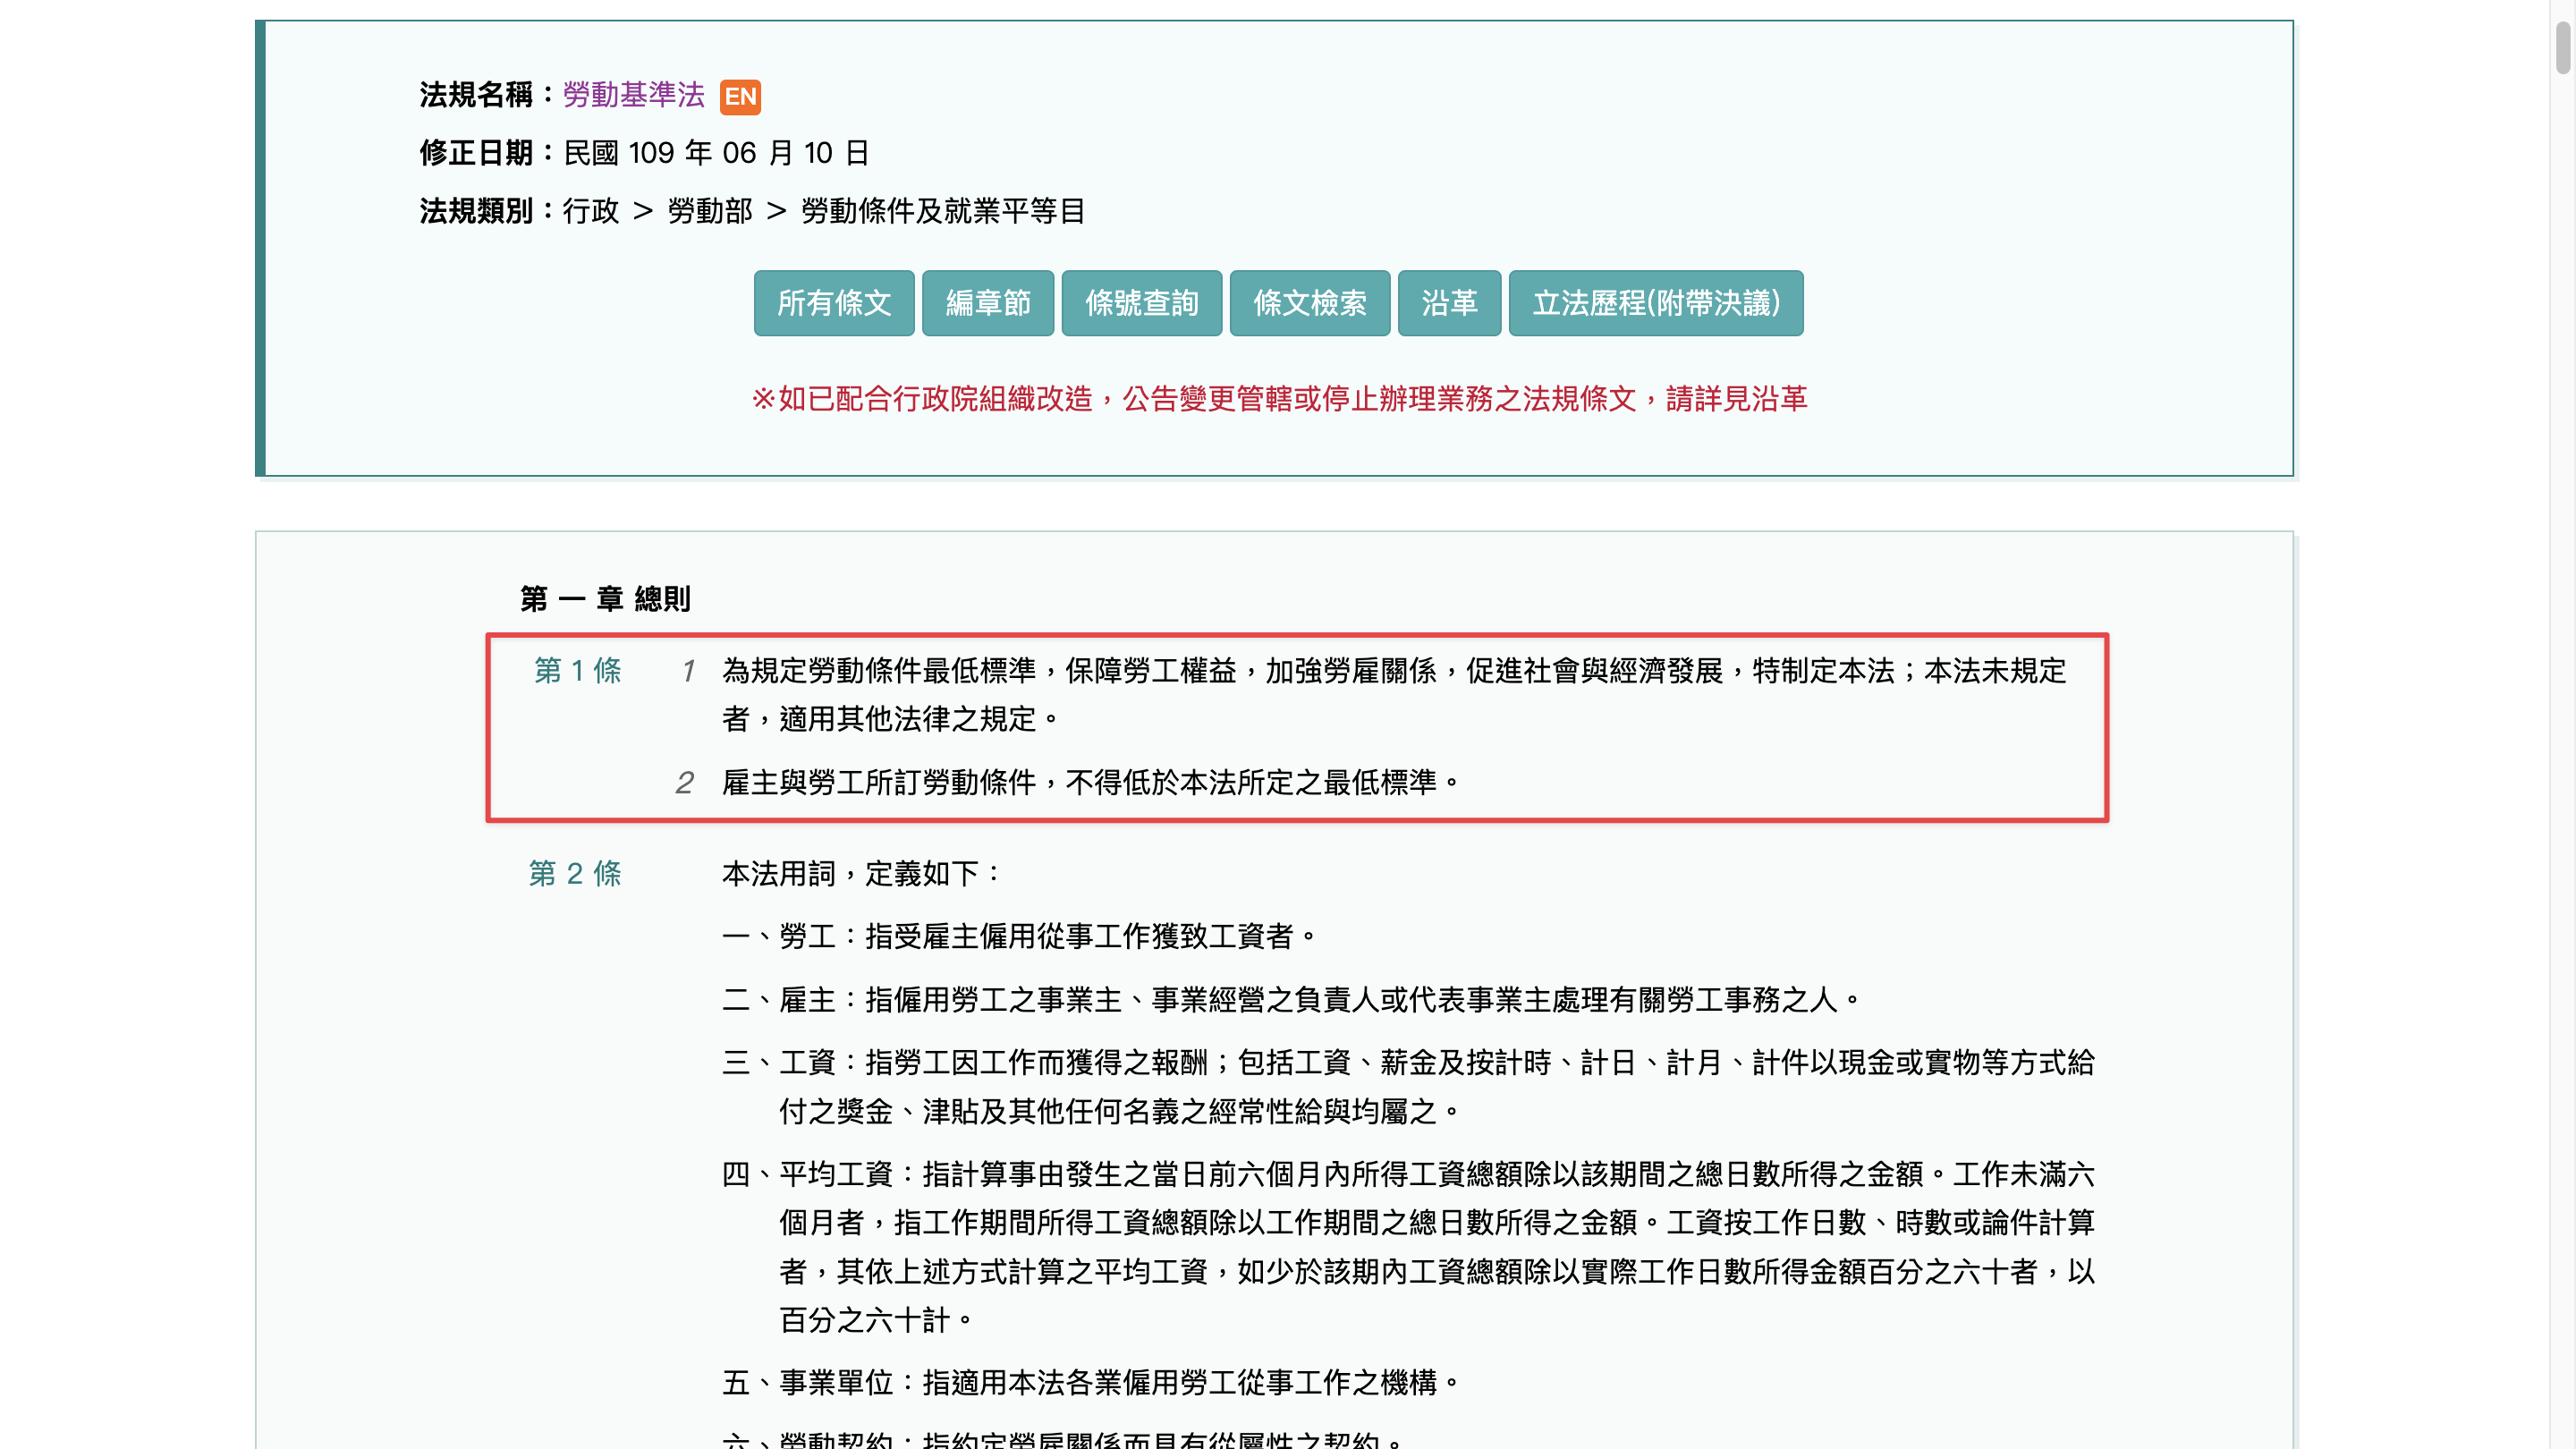 法規名稱：勞動基準法 EN
修正日期：民國 109 年 06 月 10 日
法規類別：行政 > 勞動部 > 勞動條件及就業平等目
所有條文 編章節 條號查詢 條文檢索 沿革 立法歷程(附帶決議)
※如已配合行政院組織改造，公告變更管轄或停止辦理業務之法規條文，請詳見沿革
第 一 章 總則
第 1 條 1 為規定勞動條件最低標準，保障勞工權益，加強勞雇關係，促進社會與經濟發展，特制定本法；本法未規定
者，適用其他法律之規定。
2 雇主與勞工所訂勞動條件，不得低於本法所定之最低標準。
第 2 條 本法用詞，定義如下：
一、勞工：指受雇主僱用從事工作獲致工資者。
二、雇主：指僱用勞工之事業主、事業經營之負責人或代表事業主處理有關勞工事務之人。
三、工資：指勞工因工作而獲得之報酬；包括工資、薪金及按計時、計日、計月、計件以現金或實物等方式給
付之獎金、津貼及其他任何名義之經常性給與均屬之。
四、平均工資：指計算事由發生之當日前六個月內所得工資總額除以該期間之總日數所得之金額。工作未滿六
個月者，指工作期間所得工資總額除以工作期間之總日數所得之金額。工資按工作日數、時數或論件計算
者，其依上述方式計算之平均工資，如少於該期內工資總額除以實際工作日數所得金額百分之六十者，以
百分之六十計。
五、事業單位：指適用本法各業僱用勞工從事工作之機構。
六、勞動契約：指約定勞雇關係而具有從屬性之契約。